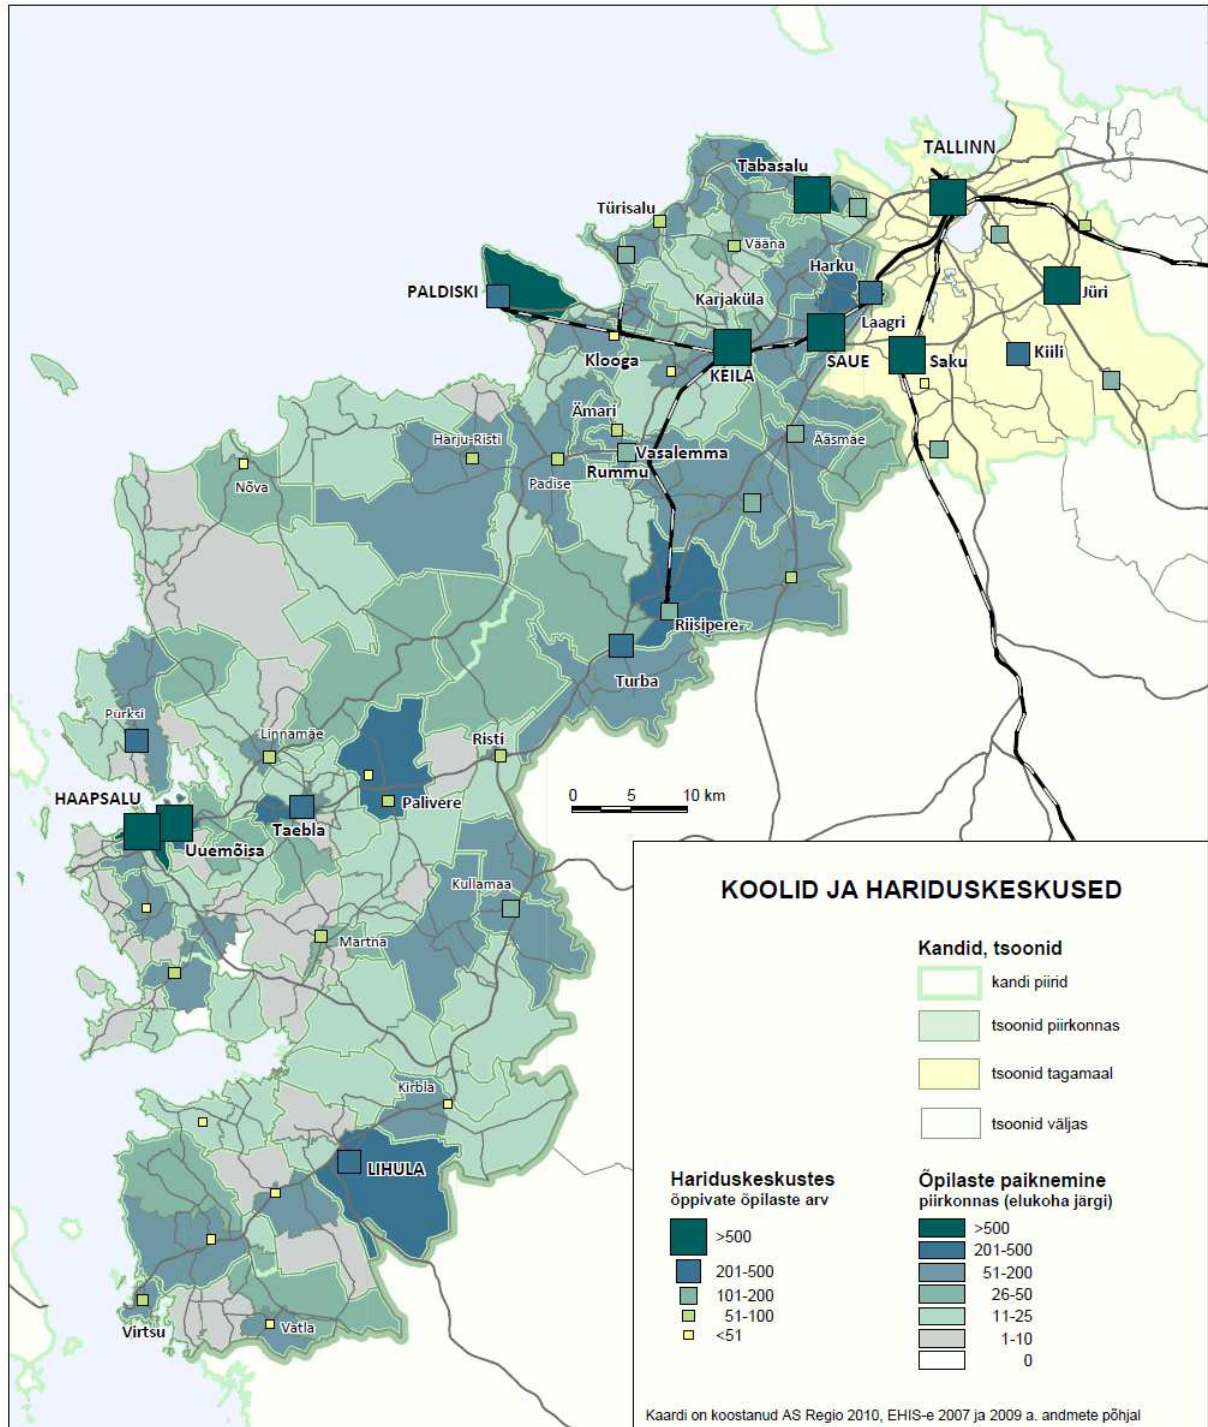 TALLINN
Tabasalu
Türisalu
Vääna
Harku
PALDISKI
Karjaküla
Jüri
Laagri
Klooga
KEILA
SAUE
Saku
Kiili
Ämari
Harju-Risti
Vasalemma
Ääsmäe
Rummu
Padise
Nõva
Riisipere
Turba
Pürksi
Linnamäe
Risti
HAAPSALU
0 5 10 km
Palivere
Taebla
Uuemõisa
Kullamaa
Martna
Kirbla
LIHULA
Virtsu
Vatla
KOOLID JA HARIDUSKESKUSED
Kandid, tsoonid
kandi piirid
tsoonid piirkonnas
tsoonid tagamaal
tsoonid väljas
Hariduskeskustes
õppivate õpilaste arv
>500
201-500
101-200
51-100
<51
Õpilaste paiknemine
piirkonnas (elukoha järgi)
>500
201-500
51-200
26-50
11-25
1-10
0
Kaardi on koostanud AS Regio 2010, EHIS-e 2007 ja 2009 a. andmete põhjal